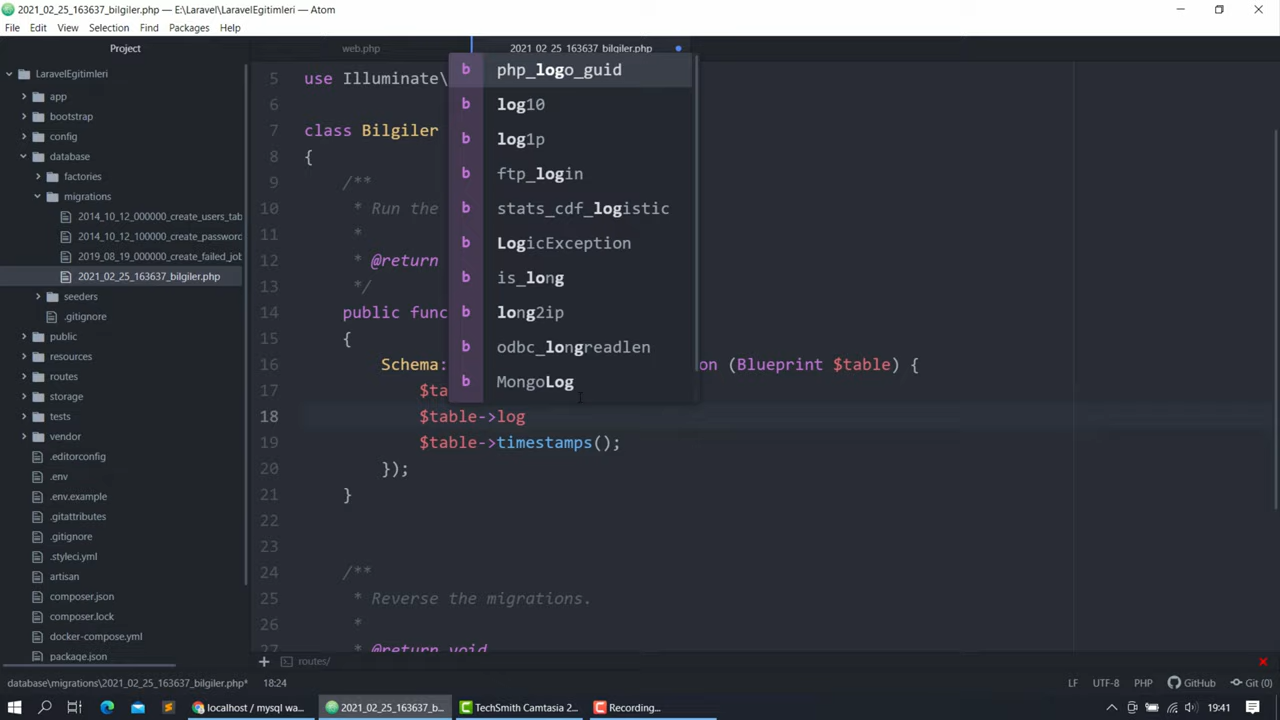 2021_02_25_163637_bilgiler.php — E:\Laravel\LaravelEgitimleri — Atom
File Edit View Selection Find Packages Help
Project
web.php
2021_02_25_163637_bilgiler.php
LaravelEgitimleri
app
bootstrap
config
database
factories
migrations
2014_10_12_000000_create_users_tab
2014_10_12_100000_create_password
2019_08_19_000000_create_failed_job
2021_02_25_163637_bilgiler.php
seeders
.gitignore
public
resources
routes
storage
tests
vendor
.editorconfig
.env
.env.example
.gitattributes
.gitignore
.styleci.yml
artisan
composer.json
composer.lock
docker-compose.yml
package.json
5 use Illuminate\
6
7 class Bilgiler
8 {
9 /**
10 * Run the
11 *
12 * @return
13 */
14 public func
15 {
16 Schema: on (Blueprint $table) {
17 $ta
18 $table->log
19 $table->timestamps();
20 });
21 }
22
23
24 /**
25 * Reverse the migrations.
26 *
27 * @return void
b php_logo_guid
b log10
b log1p
b ftp_login
b stats_cdf_logistic
b LogicException
b is_long
b long2ip
b odbc_longreadlen
b MongoLog
+ routes/
database\migrations\2021_02_25_163637_bilgiler.php* 18:24 LF UTF-8 PHP GitHub Git (0)
localhost / mysql wa... 2021_02_25_163637_b... TechSmith Camtasia 2... Recording... 19:41